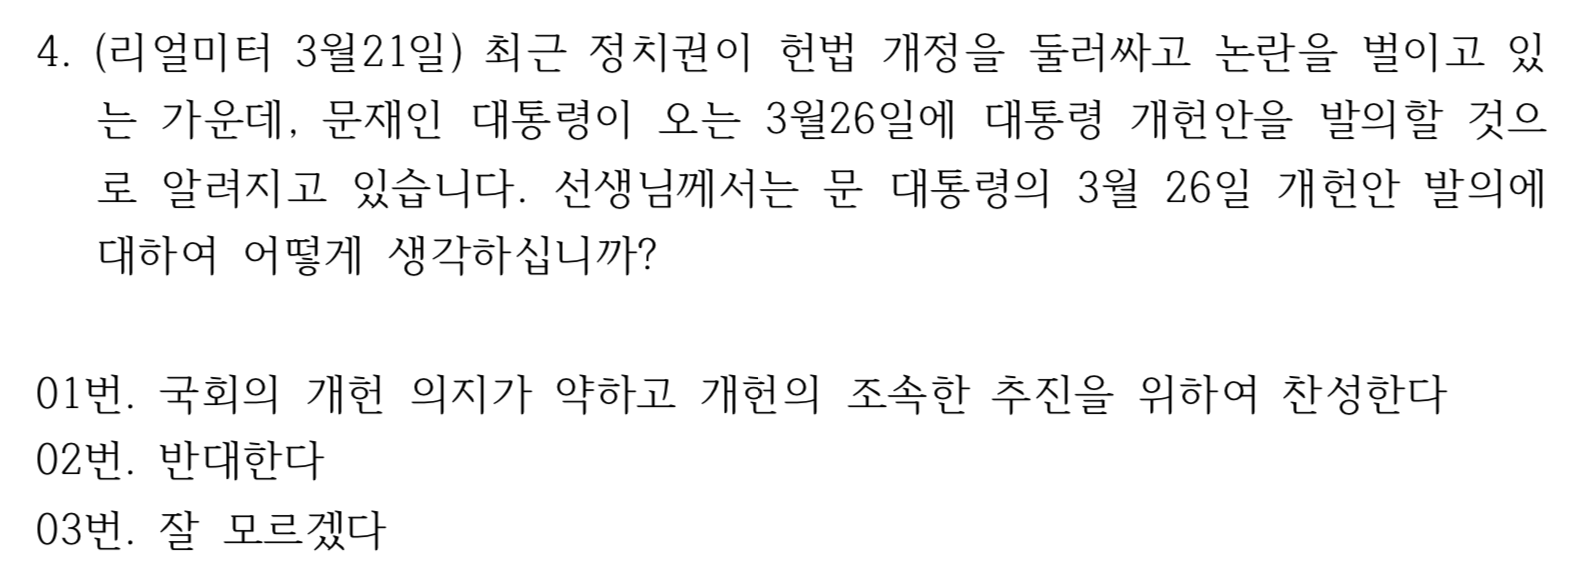 4. (리얼미터 3월21일) 최근 정치권이 헌법 개정을 둘러싸고 논란을 벌이고 있
는 가운데, 문재인 대통령이 오는 3월26일에 대통령 개헌안을 발의할 것으
로 알려지고 있습니다. 선생님께서는 문 대통령의 3월 26일 개헌안 발의에
대하여 어떻게 생각하십니까?
01번. 국회의 개헌 의지가 약하고 개헌의 조속한 추진을 위하여 찬성한다
02번. 반대한다
03번. 잘 모르겠다